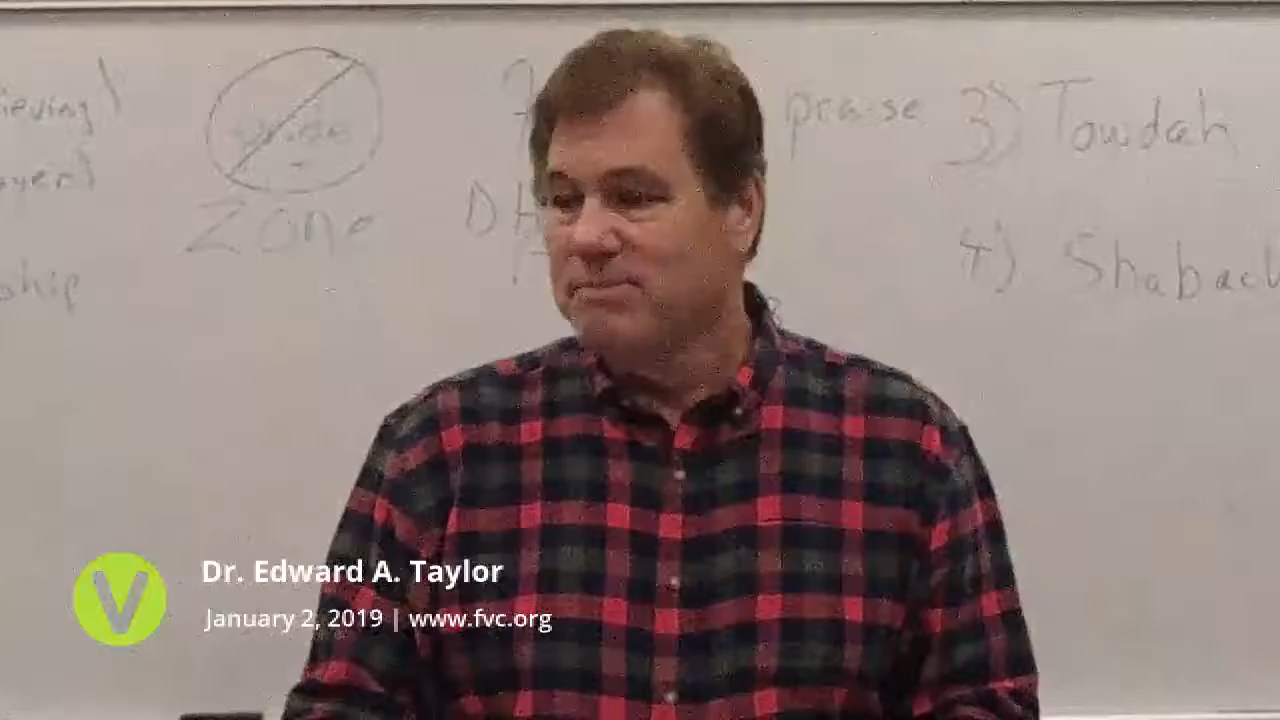 ieving)
ayer)
ship
Zone
praise
3) Towdah
4) Shabach
V
Dr. Edward A. Taylor
January 2, 2019 | www.fvc.org